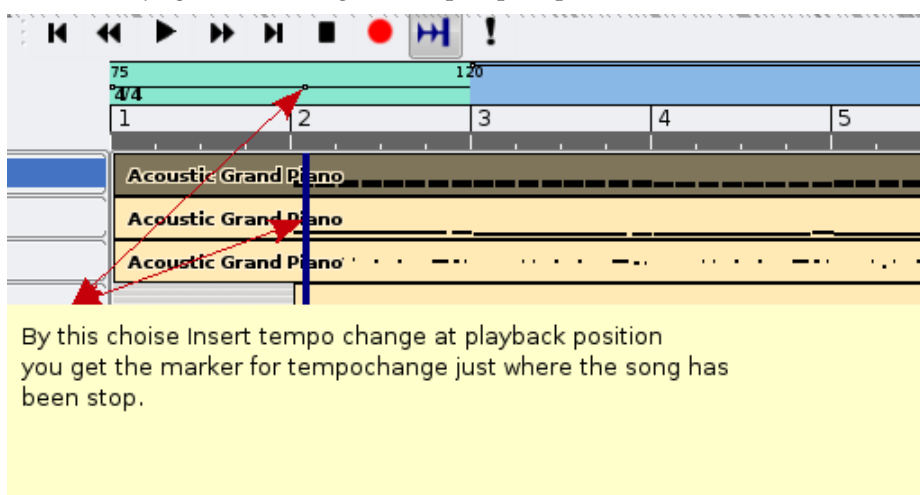 75 120
4/4
1 2 3 4 5
Acoustic Grand Piano
Acoustic Grand Piano
Acoustic Grand Piano
By this choise Insert tempo change at playback position
you get the marker for tempochange just where the song has
been stop.